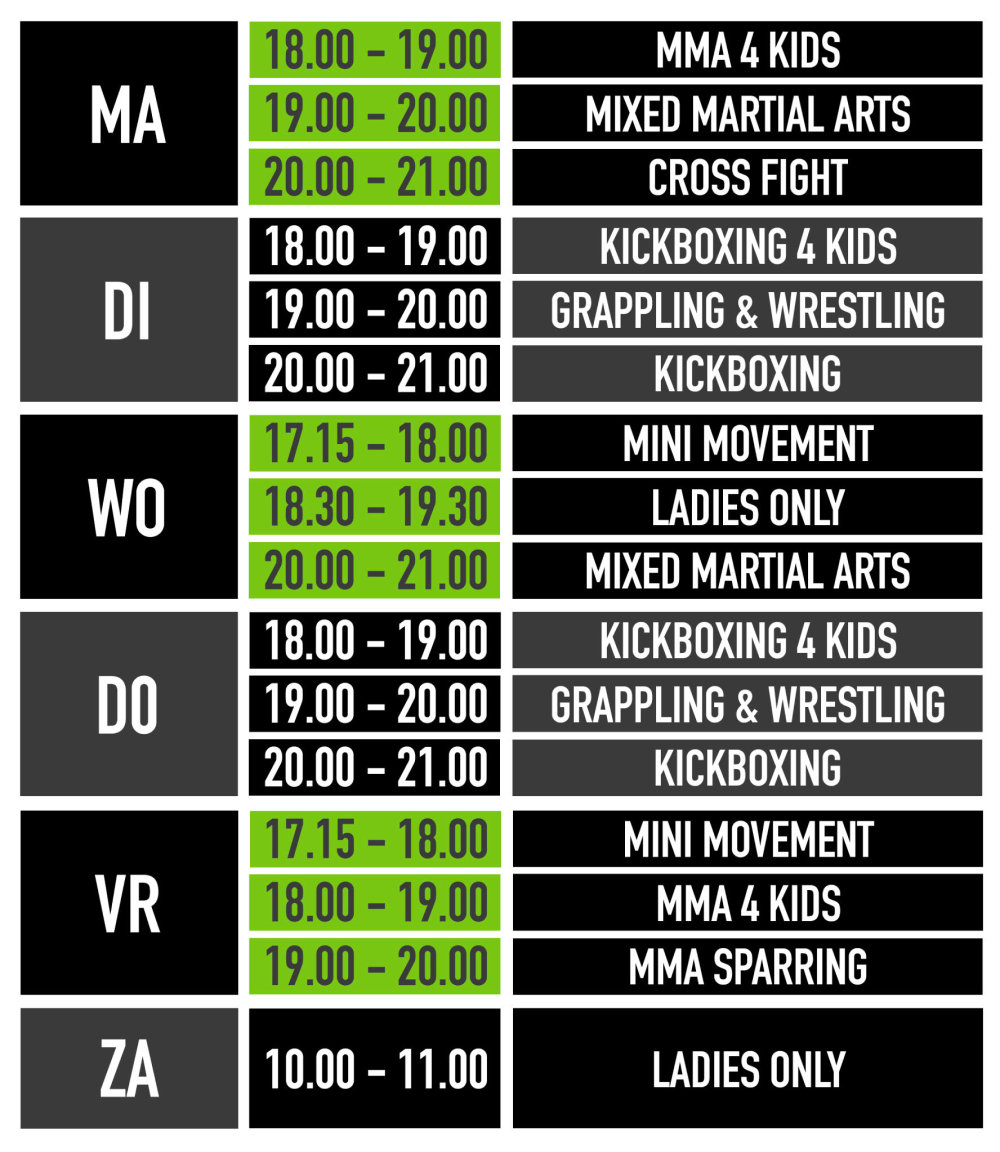 MA
18.00 – 19.00 MMA 4 KIDS
19.00 – 20.00 MIXED MARTIAL ARTS
20.00 – 21.00 CROSS FIGHT
DI
18.00 – 19.00 KICKBOXING 4 KIDS
19.00 – 20.00 GRAPPLING & WRESTLING
20.00 – 21.00 KICKBOXING
WO
17.15 – 18.00 MINI MOVEMENT
18.30 – 19.30 LADIES ONLY
20.00 – 21.00 MIXED MARTIAL ARTS
DO
18.00 – 19.00 KICKBOXING 4 KIDS
19.00 – 20.00 GRAPPLING & WRESTLING
20.00 – 21.00 KICKBOXING
VR
17.15 – 18.00 MINI MOVEMENT
18.00 – 19.00 MMA 4 KIDS
19.00 – 20.00 MMA SPARRING
ZA
10.00 – 11.00 LADIES ONLY